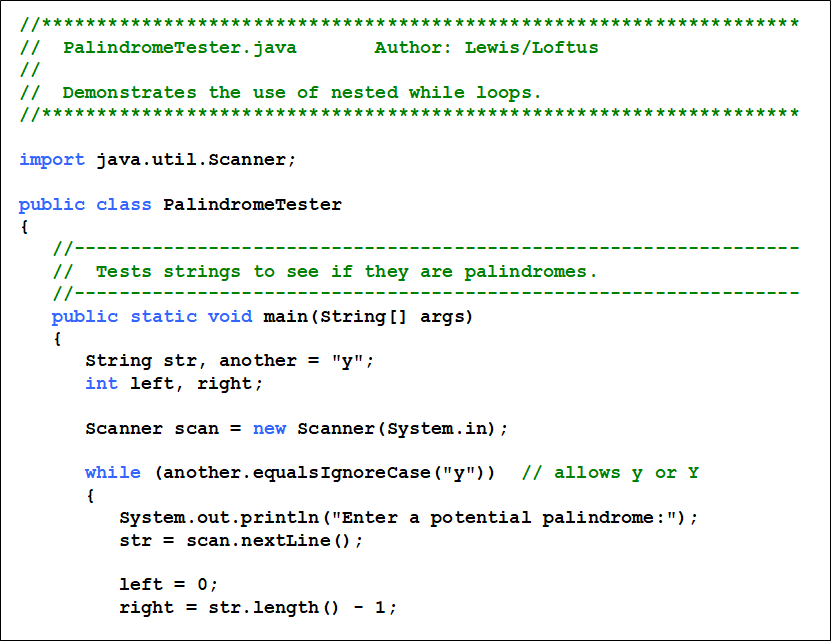 //********************************************************************
//  PalindromeTester.java       Author: Lewis/Loftus
//
//  Demonstrates the use of nested while loops.
//********************************************************************
import java.util.Scanner;
public class PalindromeTester
{
   //-----------------------------------------------------------------
   //  Tests strings to see if they are palindromes.
   //-----------------------------------------------------------------
   public static void main(String[] args)
   {
      String str, another = "y";
      int left, right;
      Scanner scan = new Scanner(System.in);
      while (another.equalsIgnoreCase("y"))  // allows y or Y
      {
         System.out.println("Enter a potential palindrome:");
         str = scan.nextLine();
         left = 0;
         right = str.length() - 1;